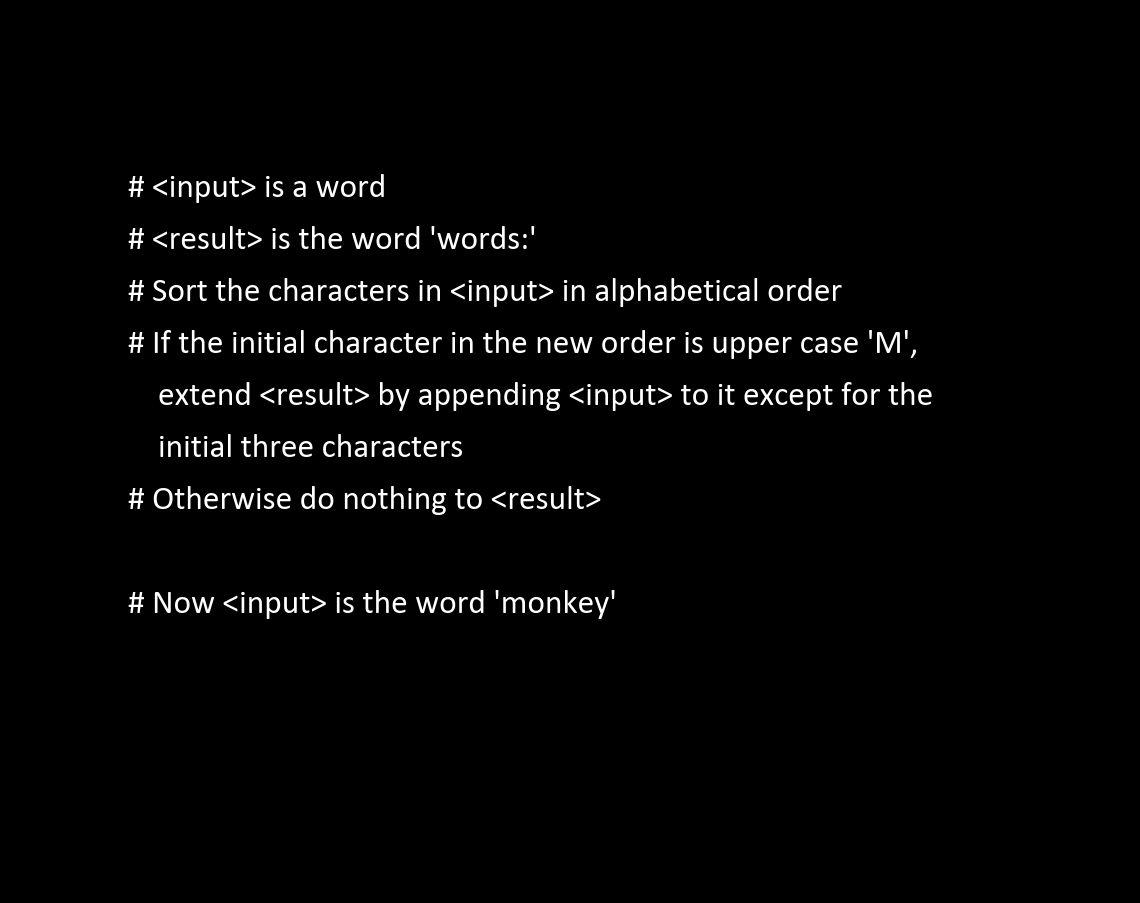 # <input> is a word
# <result> is the word 'words:'
# Sort the characters in <input> in alphabetical order
# If the initial character in the new order is upper case 'M',
extend <result> by appending <input> to it except for the
initial three characters
# Otherwise do nothing to <result>
# Now <input> is the word 'monkey'